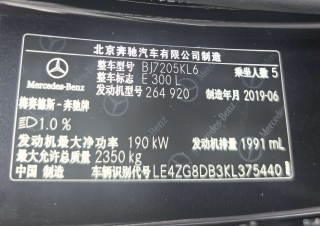 北京奔驰汽车有限公司制造
整车型号 BJ7205KL6 乘坐人数 5
整车型标 E 300 L
发动机型号 264 920 制造年月 2019-06
Mercedes-Benz
梅赛德斯-奔驰牌
1.0 %
发动机最大净功率 190 kW 发动机排量 1991 mL
最大允许总质量 2350 kg
中国 制造 车辆识别代号 LE4ZG8DB3KL375440